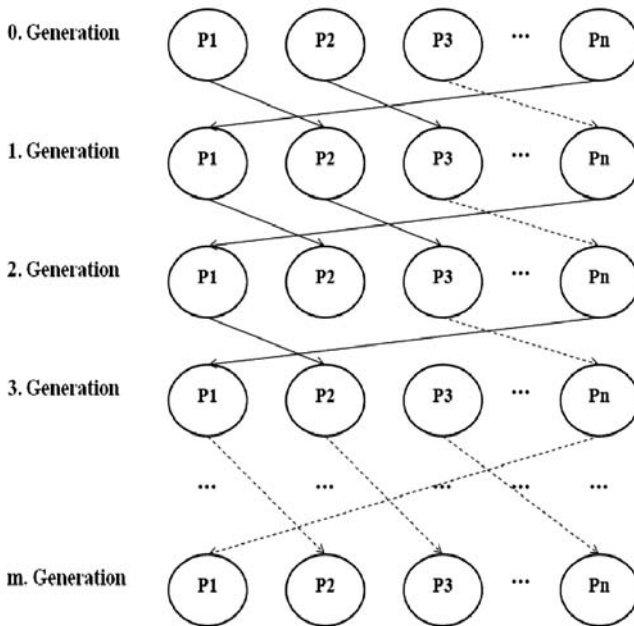 0. Generation P1 P2 P3 ... Pn
1. Generation P1 P2 P3 ... Pn
2. Generation P1 P2 P3 ... Pn
3. Generation P1 P2 P3 ... Pn
... ... ... ... ...
m. Generation P1 P2 P3 ... Pn